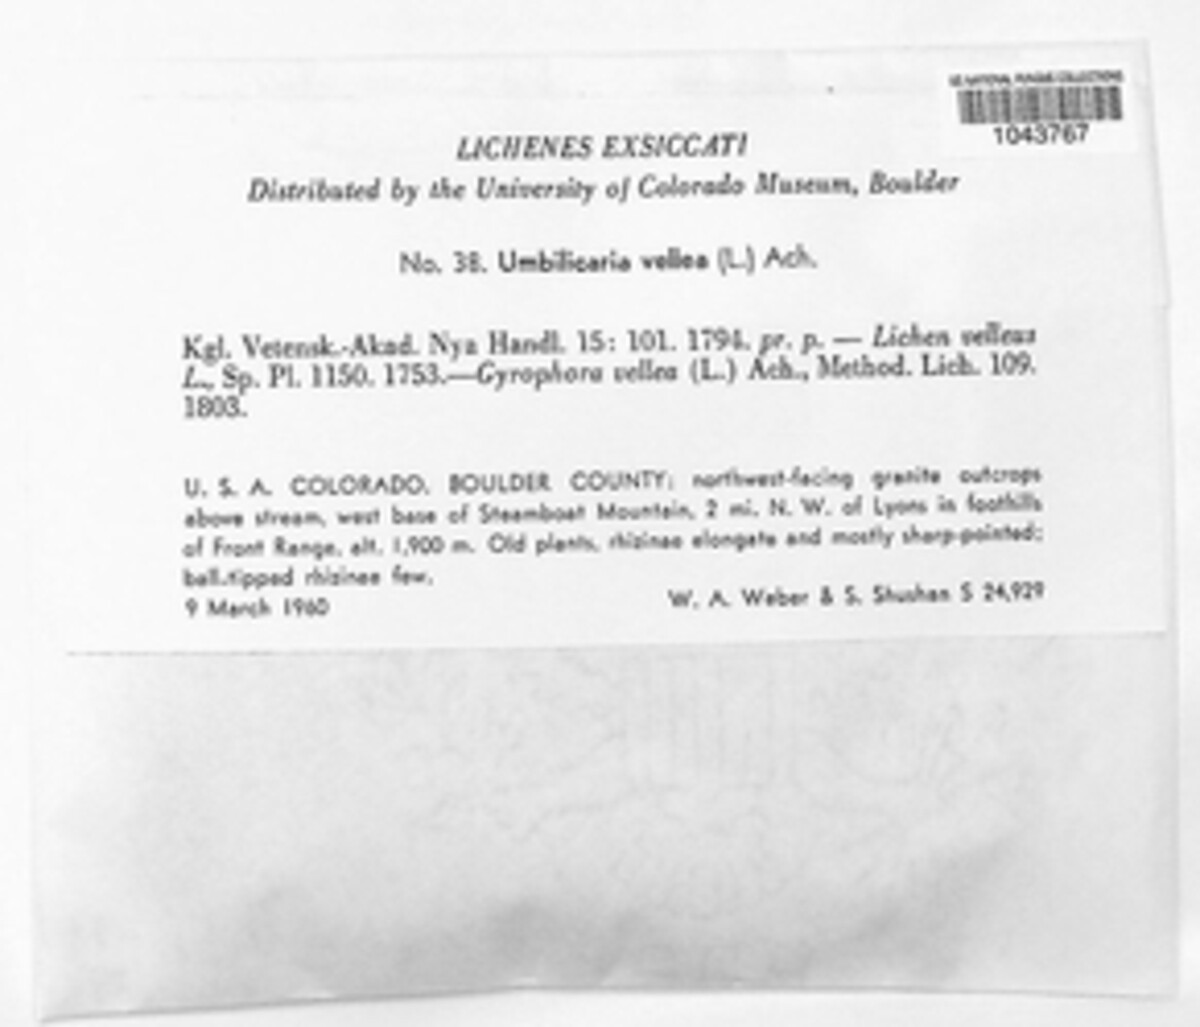 US NATIONAL FUNGUS COLLECTIONS
1043767
LICHENES EXSICCATI
Distributed by the University of Colorado Museum, Boulder
No. 38. Umbilicaria vellea (L.) Ach.
Kgl. Vetensk.-Akad. Nya Handl. 15: 101. 1794. pr. p. — Lichen velleus
L., Sp. Pl. 1150. 1753.—Gyrophora vellea (L.) Ach., Method. Lich. 109.
1803.
U. S. A. COLORADO. BOULDER COUNTY: northwest-facing granite outcrops
above stream, west base of Steamboat Mountain, 2 mi. N. W. of Lyons in foothills
of Front Range, alt. 1,900 m. Old plants, rhizinae elongate and mostly sharp-pointed;
ball-tipped rhizinae few.
9 March 1960
W. A. Weber & S. Shushan S 24,929